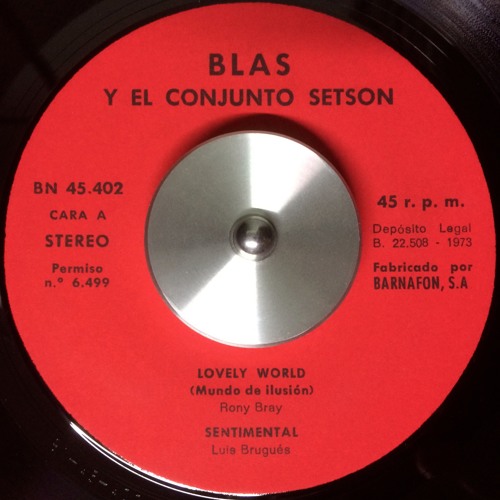 BLAS
Y EL CONJUNTO SETSON
BN 45.402
CARA A
STEREO
Permiso
n.º 6.499
45 r. p. m.
Depósito Legal
B. 22.508 - 1973
Fabricado por
BARNAFON, S.A
LOVELY WORLD
(Mundo de ilusión)
Rony Bray
SENTIMENTAL
Luis Brugués